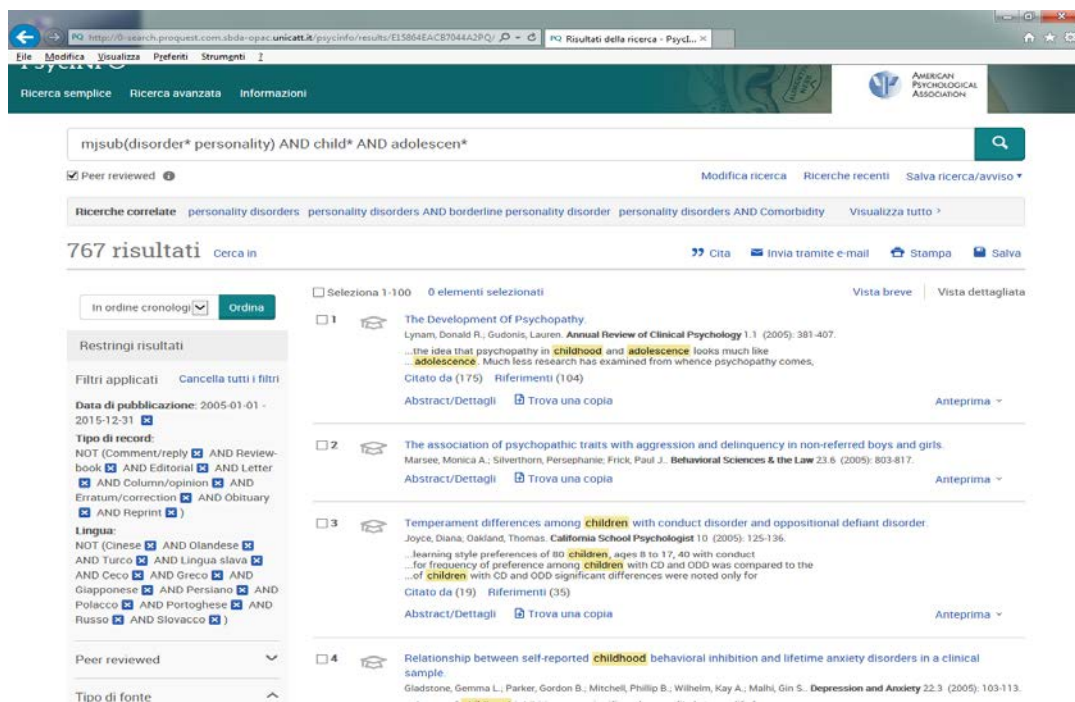 PQ http://0-search.proquest.com.sbda-opac.unicatt.it/psycinfo/results/E15864EACB7044A2PQ/
PQ Risultati della ricerca - PsycI... ×
File Modifica Visualizza Preferiti Strumenti ?
PsycINFO
Ricerca semplice Ricerca avanzata Informazioni
AMERICAN
PSYCHOLOGICAL
ASSOCIATION
mjsub(disorder* personality) AND child* AND adolescen*
Peer reviewed
Modifica ricerca Ricerche recenti Salva ricerca/avviso
Ricerche correlate personality disorders personality disorders AND borderline personality disorder personality disorders AND Comorbidity Visualizza tutto >
767 risultati Cerca in
Cita Invia tramite e-mail Stampa Salva
In ordine cronologi Ordina
Restringi risultati
Filtri applicati Cancella tutti i filtri
Data di pubblicazione: 2005-01-01 -
2015-12-31
Tipo di record:
NOT (Comment/reply AND Review-
book AND Editorial AND Letter
AND Column/opinion AND
Erratum/correction AND Obituary
AND Reprint )
Lingua:
NOT (Cinese AND Olandese
AND Turco AND Lingua slava
AND Ceco AND Greco AND
Giapponese AND Persiano AND
Polacco AND Portoghese AND
Russo AND Slovacco )
Peer reviewed
Tipo di fonte
Seleziona 1-100 0 elementi selezionati
Vista breve Vista dettagliata
1 The Development Of Psychopathy.
Lynam, Donald R.; Gudonis, Lauren. Annual Review of Clinical Psychology 1.1 (2005): 381-407.
...the idea that psychopathy in childhood and adolescence looks much like
...adolescence. Much less research has examined from whence psychopathy comes,
Citato da (175) Riferimenti (104)
Abstract/Dettagli Trova una copia Anteprima
2 The association of psychopathic traits with aggression and delinquency in non-referred boys and girls.
Marsee, Monica A.; Silverthorn, Persephanie; Frick, Paul J.. Behavioral Sciences & the Law 23.6 (2005): 803-817.
Abstract/Dettagli Trova una copia Anteprima
3 Temperament differences among children with conduct disorder and oppositional defiant disorder.
Joyce, Diana; Oakland, Thomas. California School Psychologist 10 (2005): 125-136.
...learning style preferences of 80 children, ages 8 to 17, 40 with conduct
...for frequency of preference among children with CD and ODD was compared to the
...of children with CD and ODD significant differences were noted only for
Citato da (19) Riferimenti (35)
Abstract/Dettagli Trova una copia Anteprima
4 Relationship between self-reported childhood behavioral inhibition and lifetime anxiety disorders in a clinical
sample.
Gladstone, Gemma L.; Parker, Gordon B.; Mitchell, Phillip B.; Wilhelm, Kay A.; Malhi, Gin S.. Depression and Anxiety 22.3 (2005): 103-113.